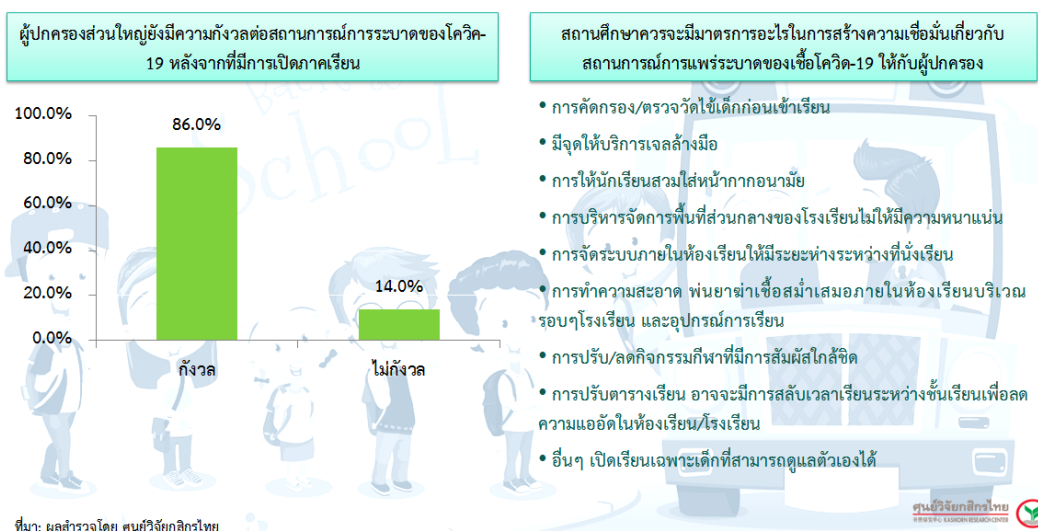 ผู้ปกครองส่วนใหญ่ยังมีความกังวลต่อสถานการณ์การระบาดของโควิค-
19 หลังจากที่มีการเปิดภาคเรียน
100.0%
80.0%
60.0%
40.0%
20.0%
0.0%
86.0%
14.0%
กังวล
ไม่กังวล
สถานศึกษาควรจะมีมาตรการอะไรในการสร้างความเชื่อมั่นเกี่ยวกับ
สถานการณ์การแพร่ระบาดของเชื้อโควิด-19 ให้กับผู้ปกครอง
• การคัดกรอง/ตรวจวัดไข้เด็กก่อนเข้าเรียน
• มีจุดให้บริการเจลล้างมือ
• การให้นักเรียนสวมใส่หน้ากากอนามัย
• การบริหารจัดการพื้นที่ส่วนกลางของโรงเรียนไม่ให้มีความหนาแน่น
• การจัดระบบภายในห้องเรียนให้มีระยะห่างระหว่างที่นั่งเรียน
• การทำความสะอาด พ่นยาฆ่าเชื้อสม่ำเสมอภายในห้องเรียนบริเวณ
รอบๆโรงเรียน และอุปกรณ์การเรียน
• การปรับ/ลดกิจกรรมกีฬาที่มีการสัมผัสใกล้ชิด
• การปรับตารางเรียน อาจจะมีการสลับเวลาเรียนระหว่างชั้นเรียนเพื่อลด
ความแออัดในห้องเรียน/โรงเรียน
• อื่นๆ เปิดเรียนเฉพาะเด็กที่สามารถดูแลตัวเองได้
ที่มา: ผลสำรวจโดย ศูนย์วิจัยกสิกรไทย
ศูนย์วิจัยกสิกรไทย
KASIKORN RESEARCH CENTER
School